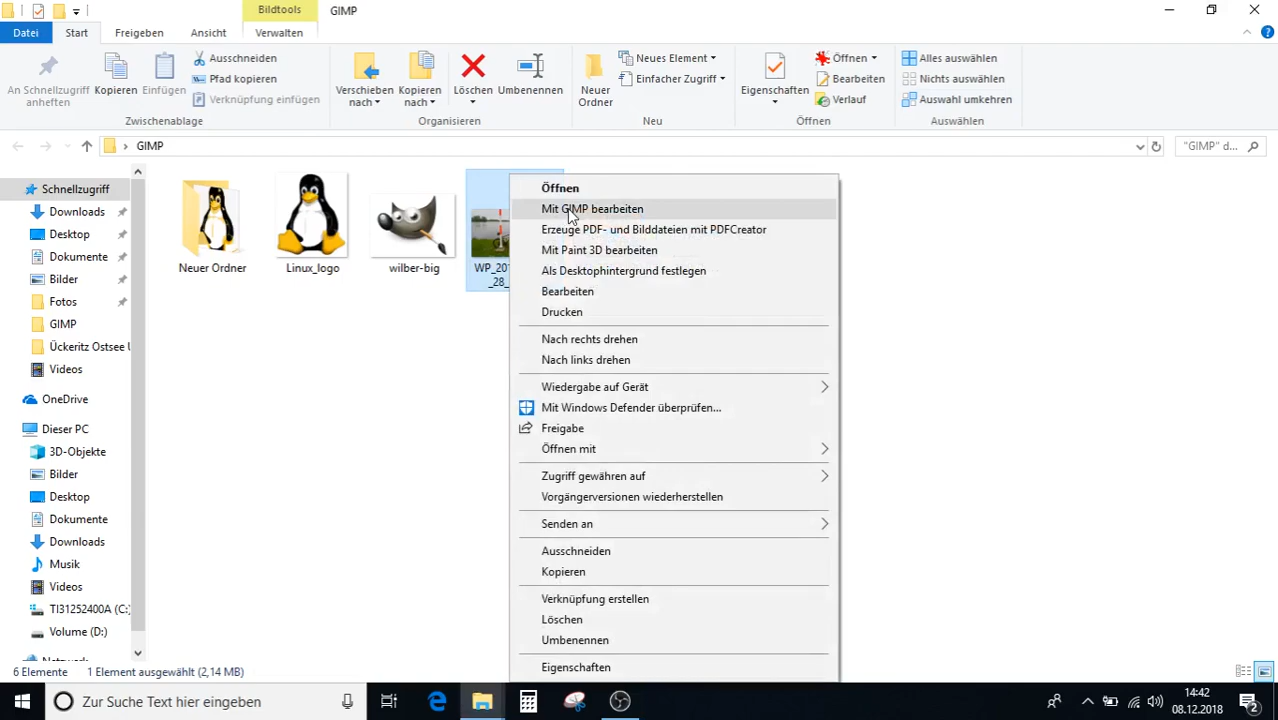 Bildtools
GIMP
Datei
Start
Freigeben
Ansicht
Verwalten
An Schnellzugriff anheften
Kopieren
Einfügen
Ausschneiden
Pfad kopieren
Verknüpfung einfügen
Zwischenablage
Verschieben nach
Kopieren nach
Löschen
Umbenennen
Organisieren
Neuer Ordner
Neues Element
Einfacher Zugriff
Neu
Eigenschaften
Öffnen
Bearbeiten
Verlauf
Öffnen
Alles auswählen
Nichts auswählen
Auswahl umkehren
Auswählen
GIMP
"GIMP" d...
Schnellzugriff
Downloads
Desktop
Dokumente
Bilder
Fotos
GIMP
Ückeritz Ostsee U
Videos
OneDrive
Dieser PC
3D-Objekte
Bilder
Desktop
Dokumente
Downloads
Musik
Videos
TI31252400A (C:)
Volume (D:)
Neuer Ordner
Linux_logo
wilber-big
WP_201
_28_
Öffnen
Mit GIMP bearbeiten
Erzeuge PDF- und Bilddateien mit PDFCreator
Mit Paint 3D bearbeiten
Als Desktophintergrund festlegen
Bearbeiten
Drucken
Nach rechts drehen
Nach links drehen
Wiedergabe auf Gerät
Mit Windows Defender überprüfen...
Freigabe
Öffnen mit
Zugriff gewähren auf
Vorgängerversionen wiederherstellen
Senden an
Ausschneiden
Kopieren
Verknüpfung erstellen
Löschen
Umbenennen
Eigenschaften
6 Elemente
1 Element ausgewählt (2,14 MB)
Zur Suche Text hier eingeben
14:42
08.12.2018
2